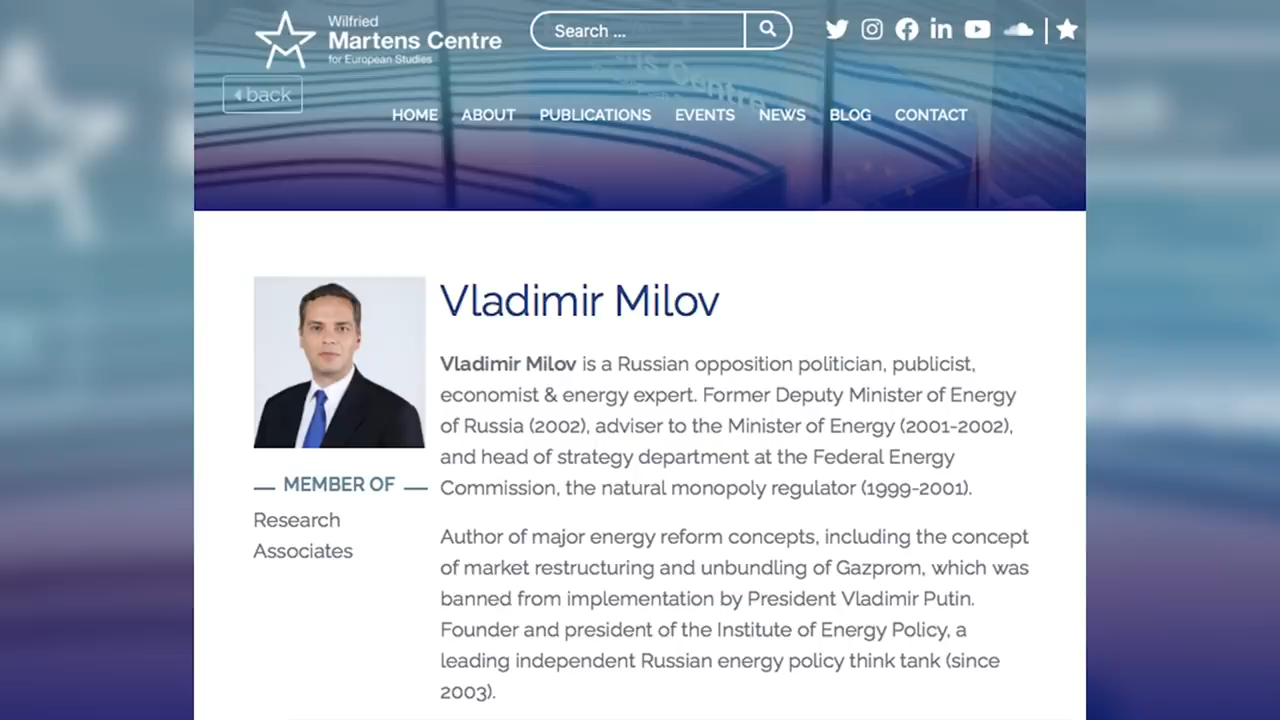 Wilfried
Martens Centre
for European Studies
Search ...
back
HOME ABOUT PUBLICATIONS EVENTS NEWS BLOG CONTACT
Vladimir Milov
Vladimir Milov is a Russian opposition politician, publicist,
economist & energy expert. Former Deputy Minister of Energy
of Russia (2002), adviser to the Minister of Energy (2001-2002),
and head of strategy department at the Federal Energy
Commission, the natural monopoly regulator (1999-2001).
Author of major energy reform concepts, including the concept
of market restructuring and unbundling of Gazprom, which was
banned from implementation by President Vladimir Putin.
Founder and president of the Institute of Energy Policy, a
leading independent Russian energy policy think tank (since
2003).
MEMBER OF
Research
Associates